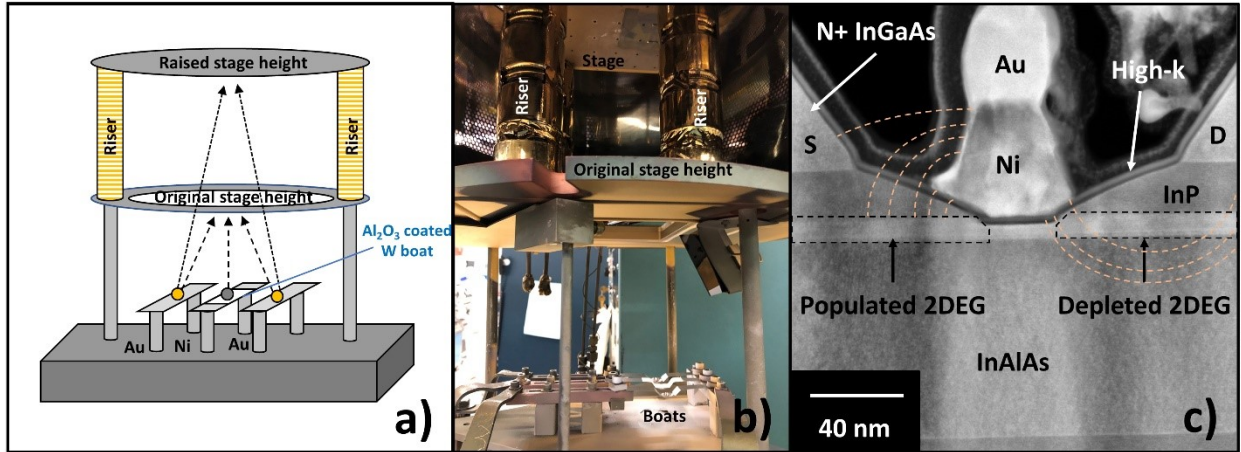 Raised stage height
Riser
Riser
Original stage height
Al₂O₃ coated
W boat
Au
Ni
Au
a)
Stage
Riser
Riser
Original stage height
Boats
b)
N+ InGaAs
Au
High-k
S
D
Ni
InP
Populated 2DEG
Depleted 2DEG
InAlAs
40 nm
c)